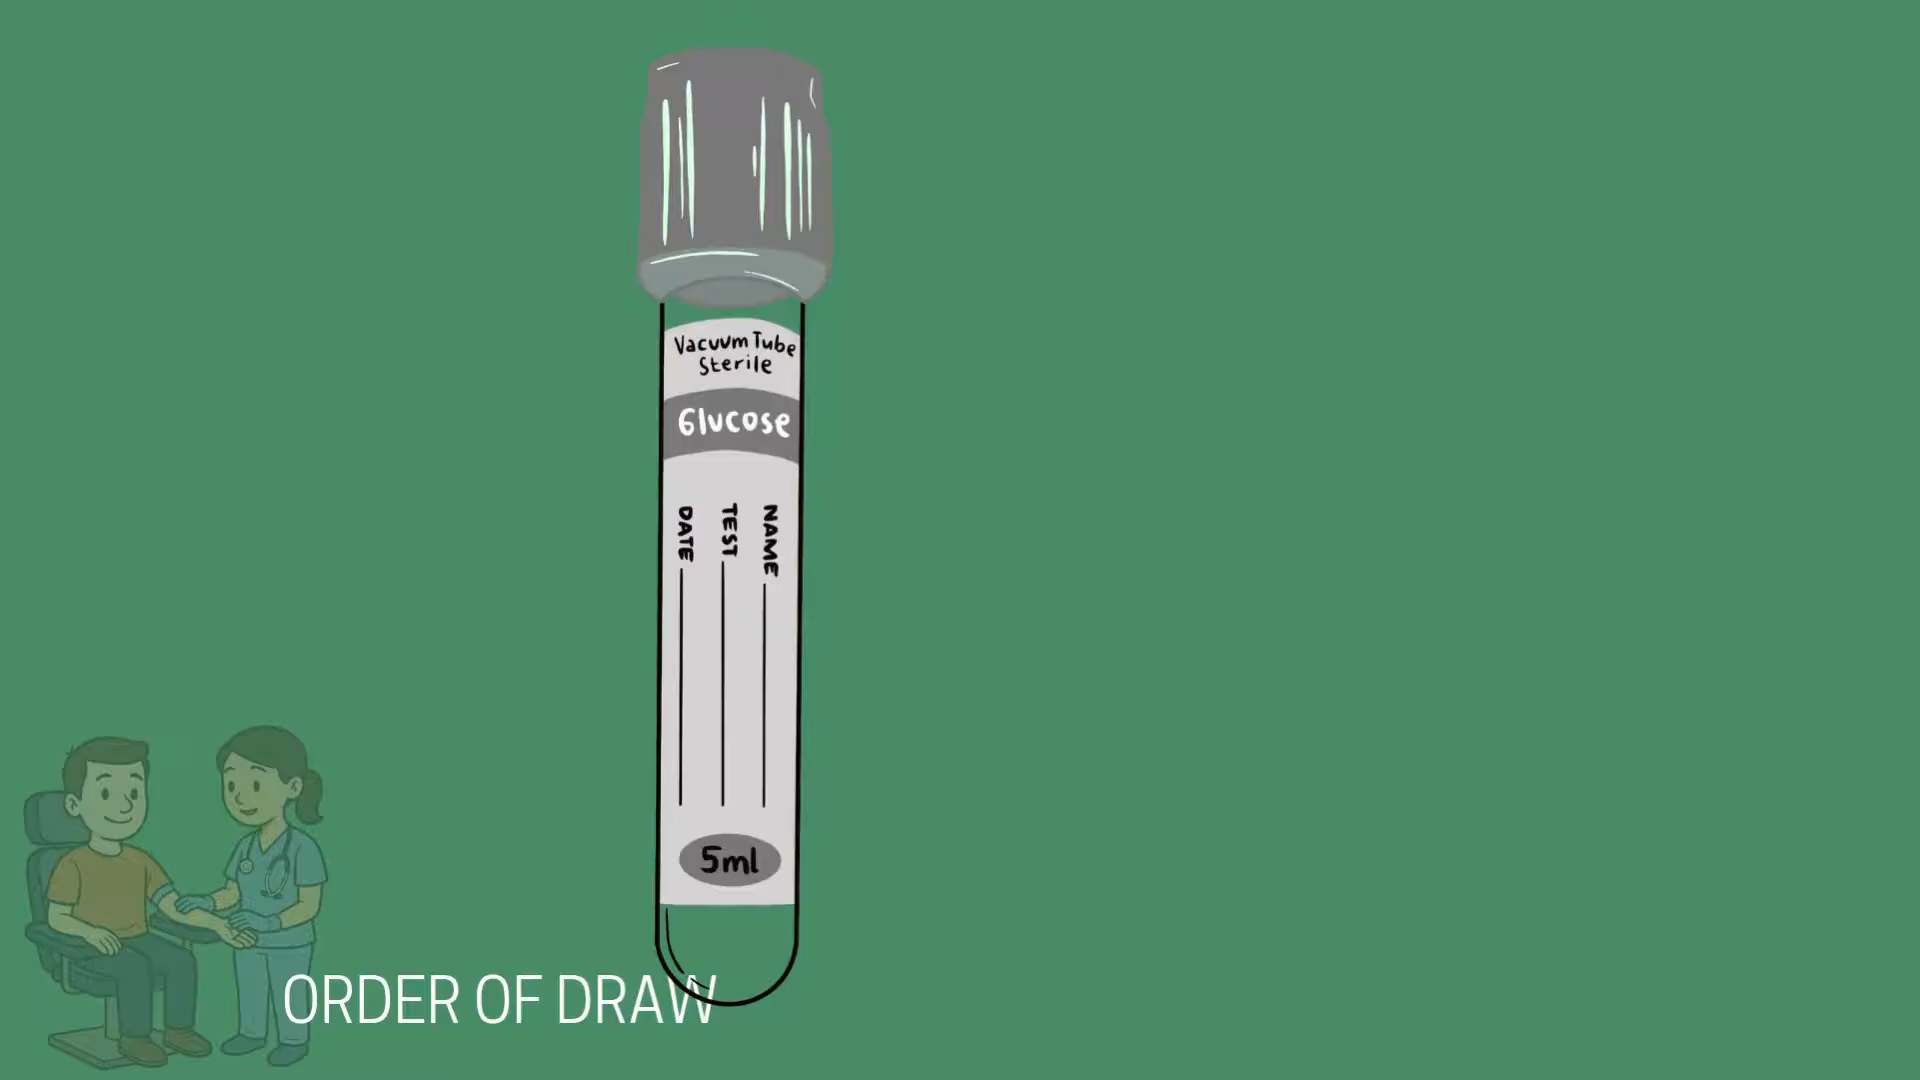 Vacuum Tube
Sterile
Glucose
NAME
TEST
DATE
5ml
ORDER OF DRAW